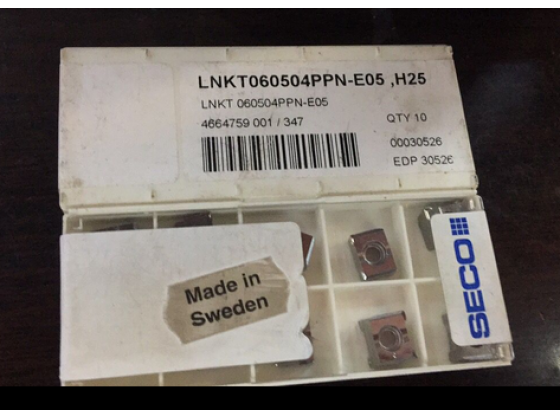 LNKT060504PPN-E05 ,H25
LNKT 060504PPN-E05
4664759 001 / 347 QTY 10
00030526
EDP 30526
Made in
Sweden
SECO